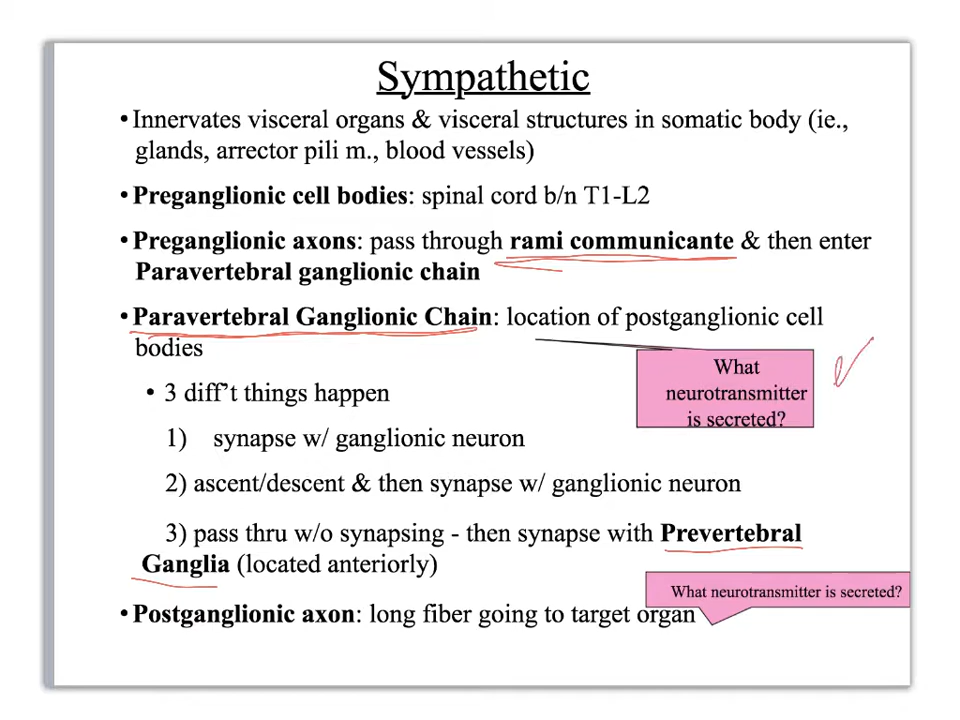 Sympathetic
•Innervates visceral organs & visceral structures in somatic body (ie.,
glands, arrector pili m., blood vessels)
•Preganglionic cell bodies: spinal cord b/n T1-L2
•Preganglionic axons: pass through rami communicante & then enter
Paravertebral ganglionic chain
•Paravertebral Ganglionic Chain: location of postganglionic cell
bodies
What
neurotransmitter
is secreted?
• 3 diff't things happen
1) synapse w/ ganglionic neuron
2) ascent/descent & then synapse w/ ganglionic neuron
3) pass thru w/o synapsing - then synapse with Prevertebral
Ganglia (located anteriorly)
What neurotransmitter is secreted?
•Postganglionic axon: long fiber going to target organ